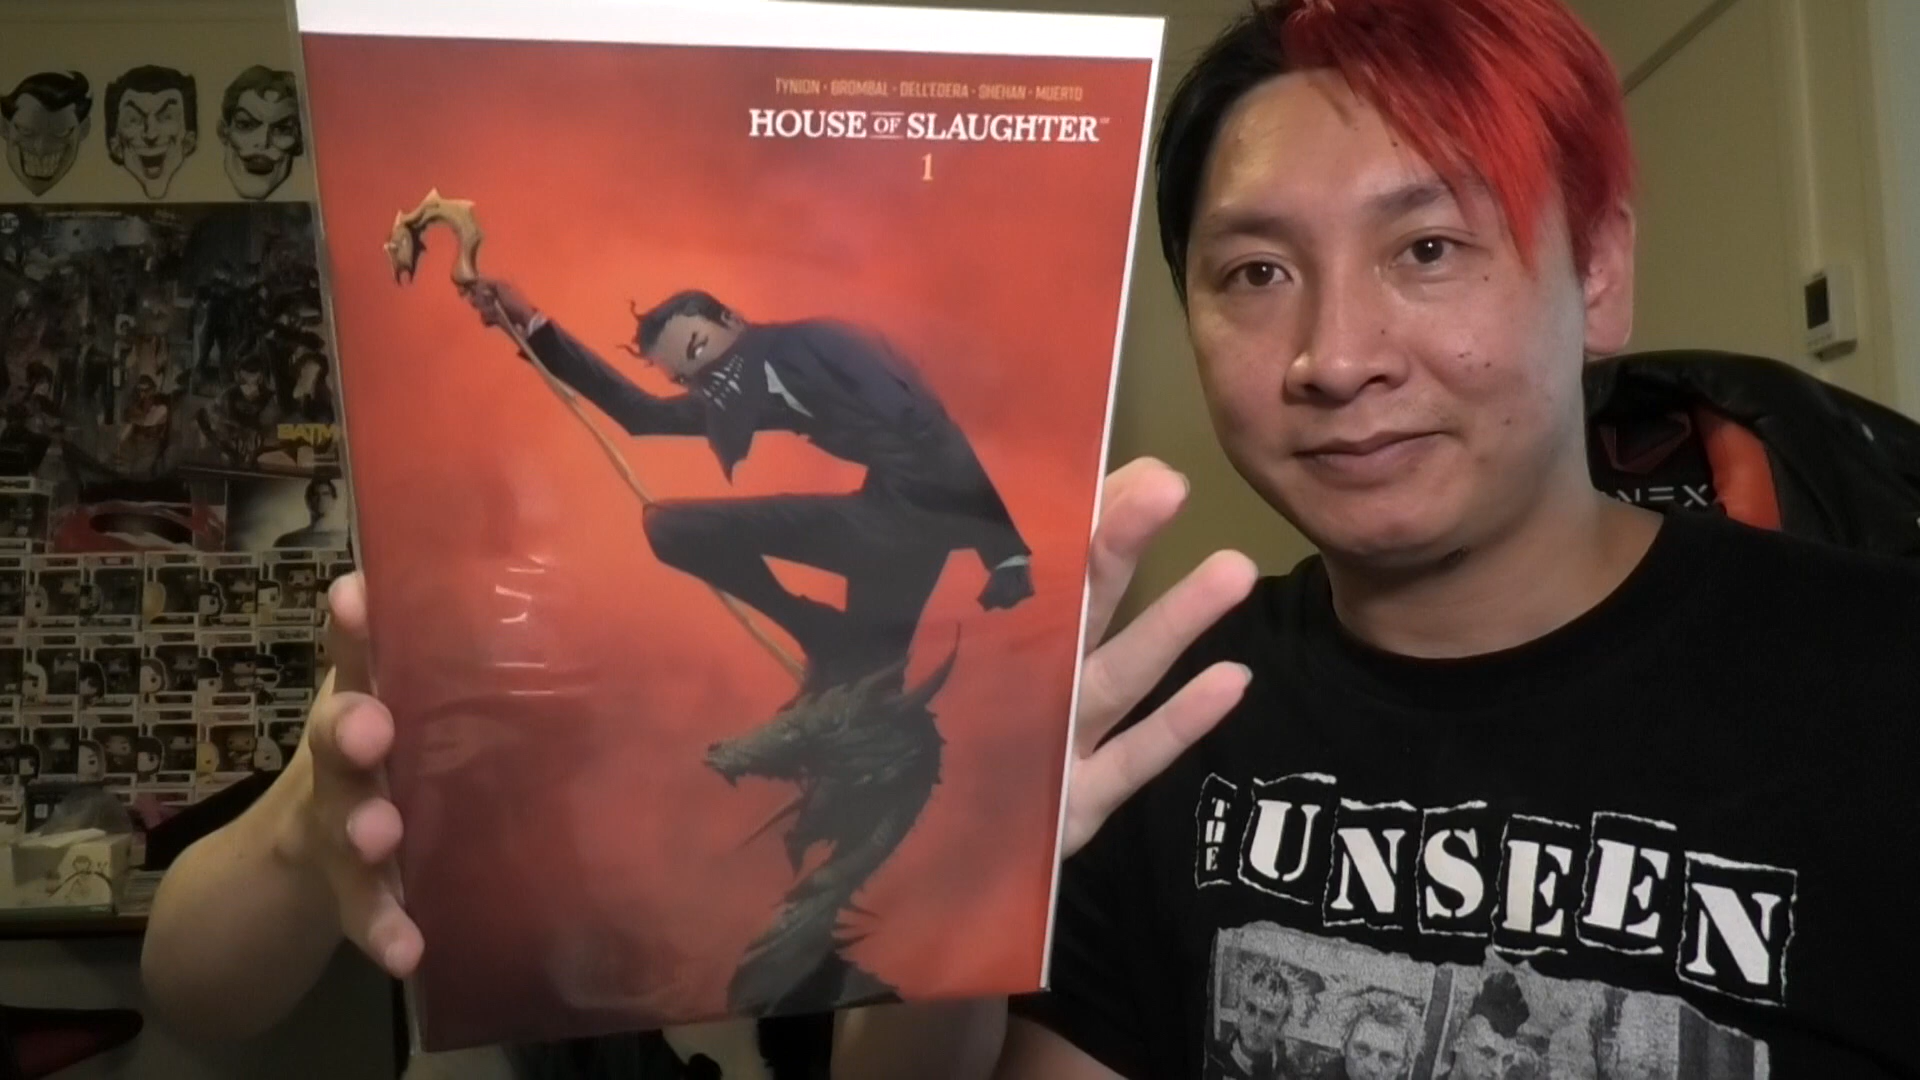 TYNION • BROMBAL • DELL'EDERA • SHEHAN • MUERTO
HOUSE OF SLAUGHTER
1
THE
UNSEEN